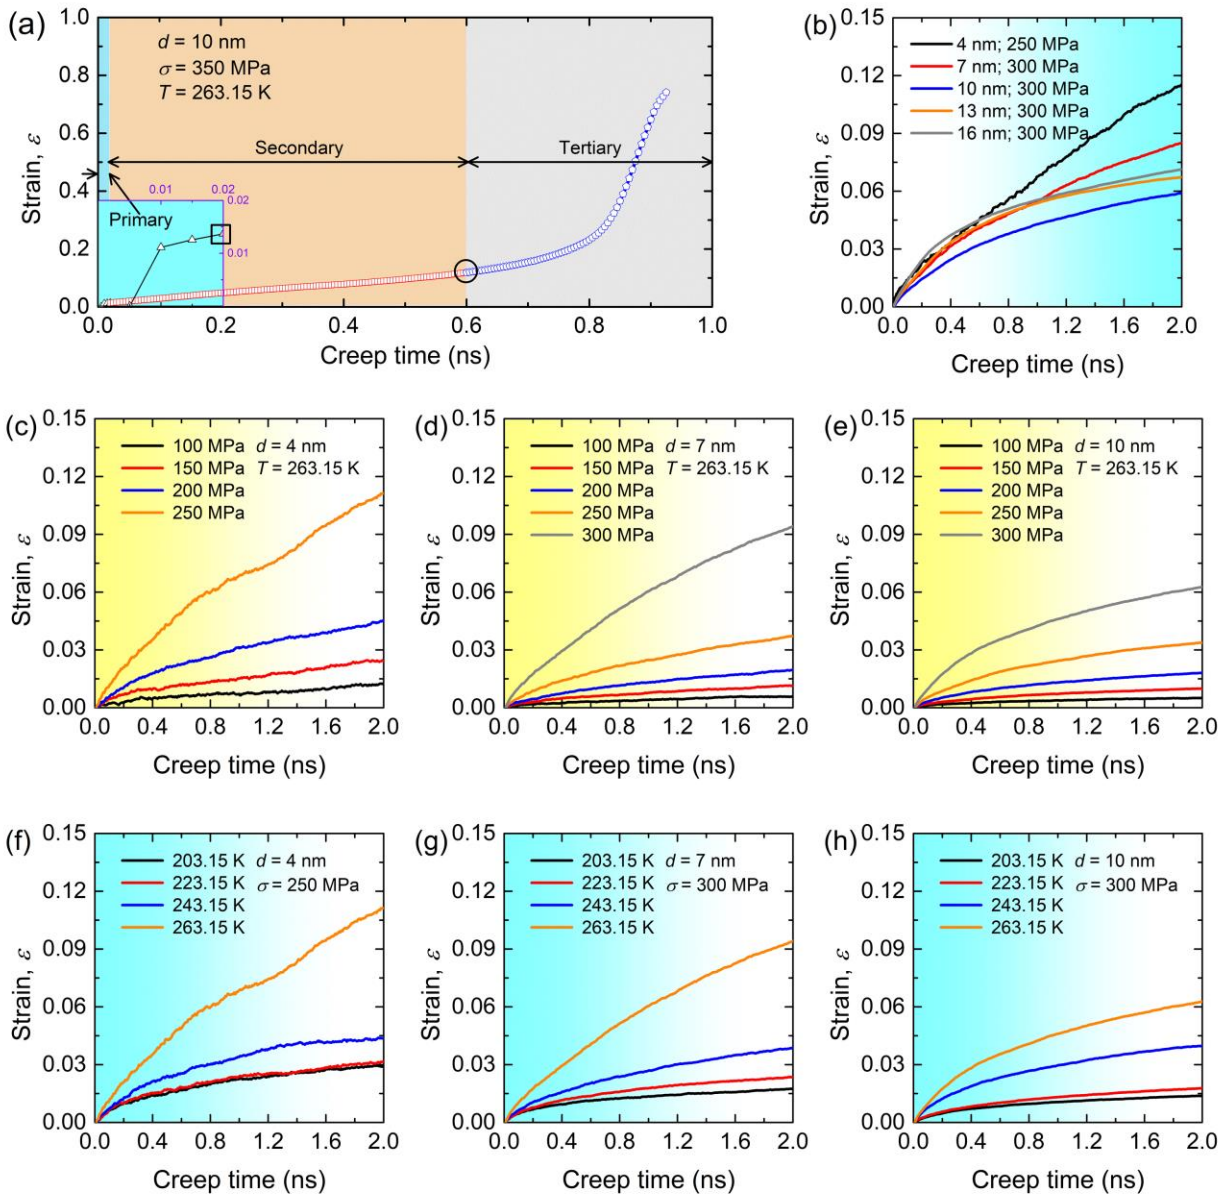 (a)
d = 10 nm
σ = 350 MPa
T = 263.15 K
Secondary
Tertiary
Primary
0.01 0.02
0.02
0.01
1.0
0.8
0.6
0.4
0.2
0.0
Strain, ε
0.0 0.2 0.4 0.6 0.8 1.0
Creep time (ns)
(b)
4 nm; 250 MPa
7 nm; 300 MPa
10 nm; 300 MPa
13 nm; 300 MPa
16 nm; 300 MPa
0.15
0.12
0.09
0.06
0.03
0.00
Strain, ε
0.0 0.4 0.8 1.2 1.6 2.0
Creep time (ns)
(c)
100 MPa d = 4 nm
150 MPa T = 263.15 K
200 MPa
250 MPa
0.15
0.12
0.09
0.06
0.03
0.00
Strain, ε
0.0 0.4 0.8 1.2 1.6 2.0
Creep time (ns)
(d)
100 MPa d = 7 nm
150 MPa T = 263.15 K
200 MPa
250 MPa
300 MPa
0.15
0.12
0.09
0.06
0.03
0.00
Strain, ε
0.0 0.4 0.8 1.2 1.6 2.0
Creep time (ns)
(e)
100 MPa d = 10 nm
150 MPa T = 263.15 K
200 MPa
250 MPa
300 MPa
0.15
0.12
0.09
0.06
0.03
0.00
Strain, ε
0.0 0.4 0.8 1.2 1.6 2.0
Creep time (ns)
(f)
203.15 K d = 4 nm
223.15 K σ = 250 MPa
243.15 K
263.15 K
0.15
0.12
0.09
0.06
0.03
0.00
Strain, ε
0.0 0.4 0.8 1.2 1.6 2.0
Creep time (ns)
(g)
203.15 K d = 7 nm
223.15 K σ = 300 MPa
243.15 K
263.15 K
0.15
0.12
0.09
0.06
0.03
0.00
Strain, ε
0.0 0.4 0.8 1.2 1.6 2.0
Creep time (ns)
(h)
203.15 K d = 10 nm
223.15 K σ = 300 MPa
243.15 K
263.15 K
0.15
0.12
0.09
0.06
0.03
0.00
Strain, ε
0.0 0.4 0.8 1.2 1.6 2.0
Creep time (ns)